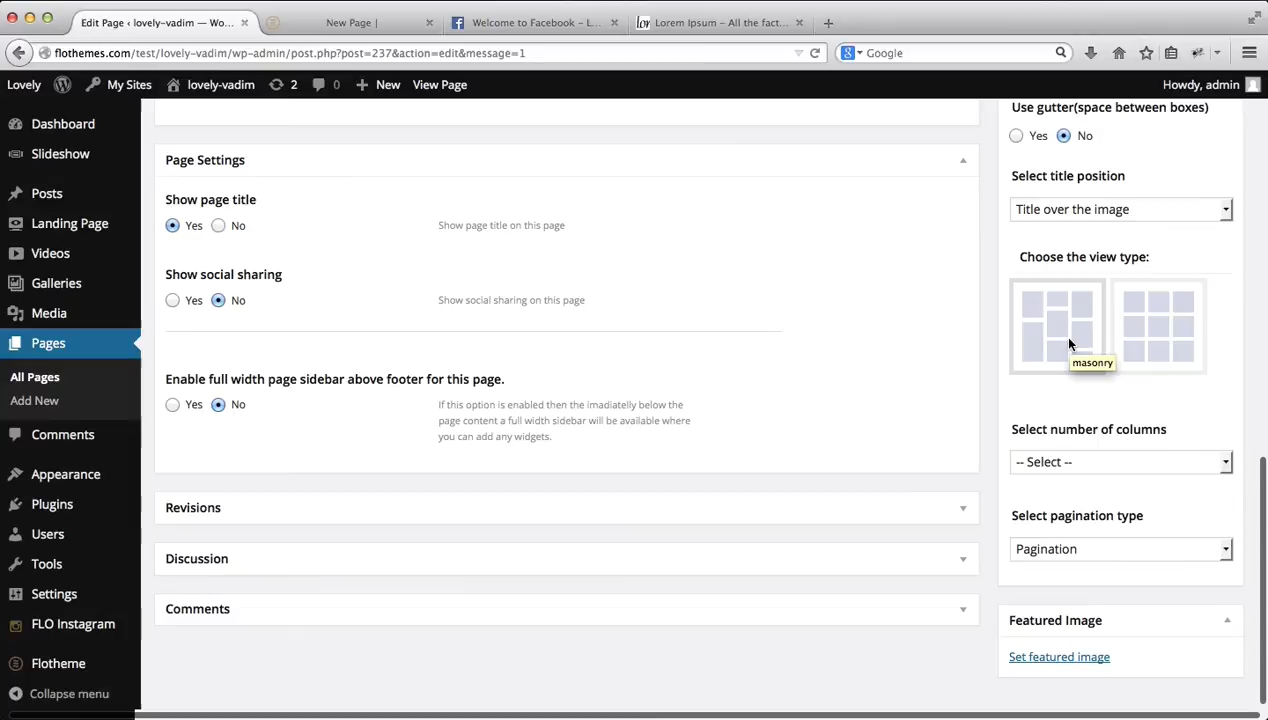 Edit Page ‹ lovely-vadim — Wo...
New Page |
Welcome to Facebook – L...
lor Lorem Ipsum – All the fact...
flothemes.com/test/lovely-vadim/wp-admin/post.php?post=237&action=edit&message=1
Google
Lovely
My Sites
lovely-vadim
2
0
New
View Page
Howdy, admin
Dashboard
Slideshow
Posts
Landing Page
Videos
Galleries
Media
Pages
All Pages
Add New
Comments
Appearance
Plugins
Users
Tools
Settings
FLO Instagram
Flotheme
Collapse menu
Page Settings
Show page title
Yes No
Show page title on this page
Show social sharing
Yes No
Show social sharing on this page
Enable full width page sidebar above footer for this page.
Yes No
If this option is enabled then the imadiatelly below the
page content a full width sidebar will be available where
you can add any widgets.
Revisions
Discussion
Comments
Use gutter(space between boxes)
Yes No
Select title position
Title over the image
Choose the view type:
masonry
Select number of columns
-- Select --
Select pagination type
Pagination
Featured Image
Set featured image